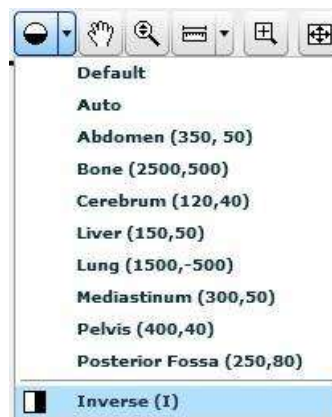 Default
Auto
Abdomen (350, 50)
Bone (2500,500)
Cerebrum (120,40)
Liver (150,50)
Lung (1500,-500)
Mediastinum (300,50)
Pelvis (400,40)
Posterior Fossa (250,80)
Inverse (I)